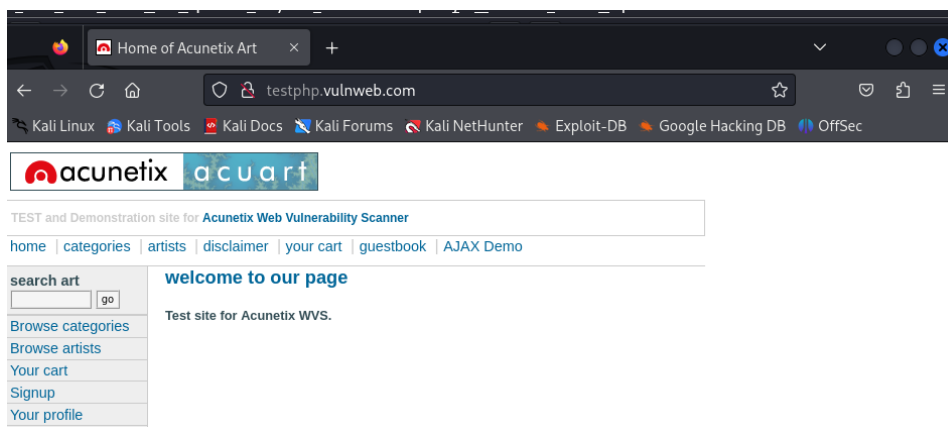 Home of Acunetix Art
testphp.vulnweb.com
Kali Linux Kali Tools Kali Docs Kali Forums Kali NetHunter Exploit-DB Google Hacking DB OffSec
acunetix acuart
TEST and Demonstration site for Acunetix Web Vulnerability Scanner
home | categories | artists | disclaimer | your cart | guestbook | AJAX Demo
search art
go
welcome to our page
Test site for Acunetix WVS.
Browse categories
Browse artists
Your cart
Signup
Your profile